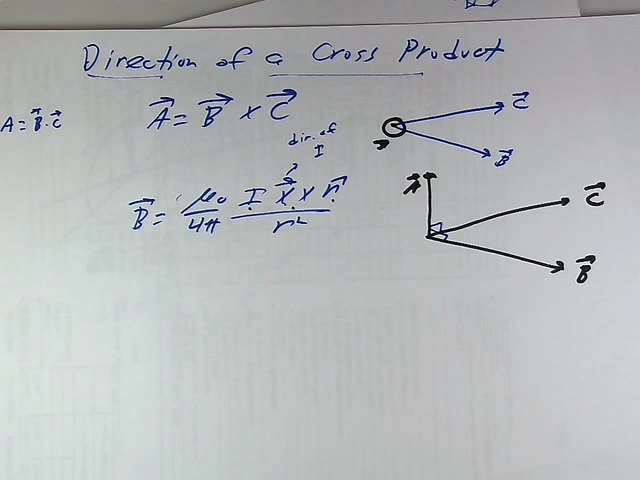 Direction of a Cross Product
A = B⃗ · C⃗
A⃗ = B⃗ × C⃗
dir. of
I
B⃗ = μ₀ I x⃗ × r⃗
4π r²
C⃗
B⃗
A⃗
C⃗
B⃗